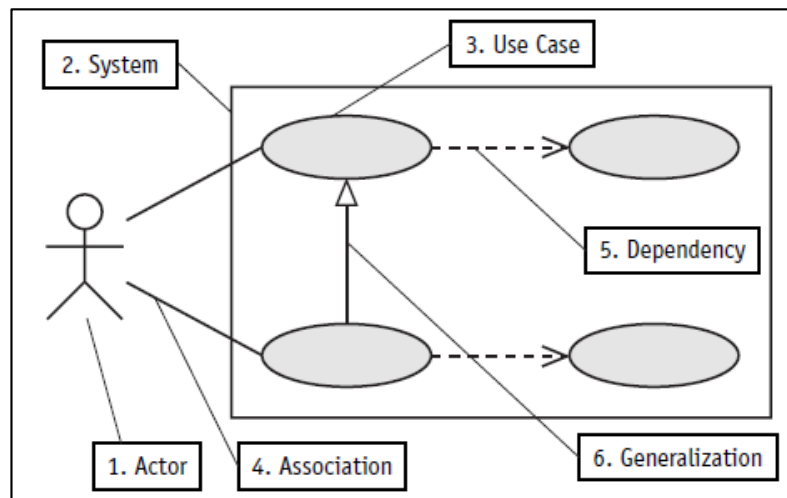 3. Use Case
2. System
5. Dependency
1. Actor
4. Association
6. Generalization